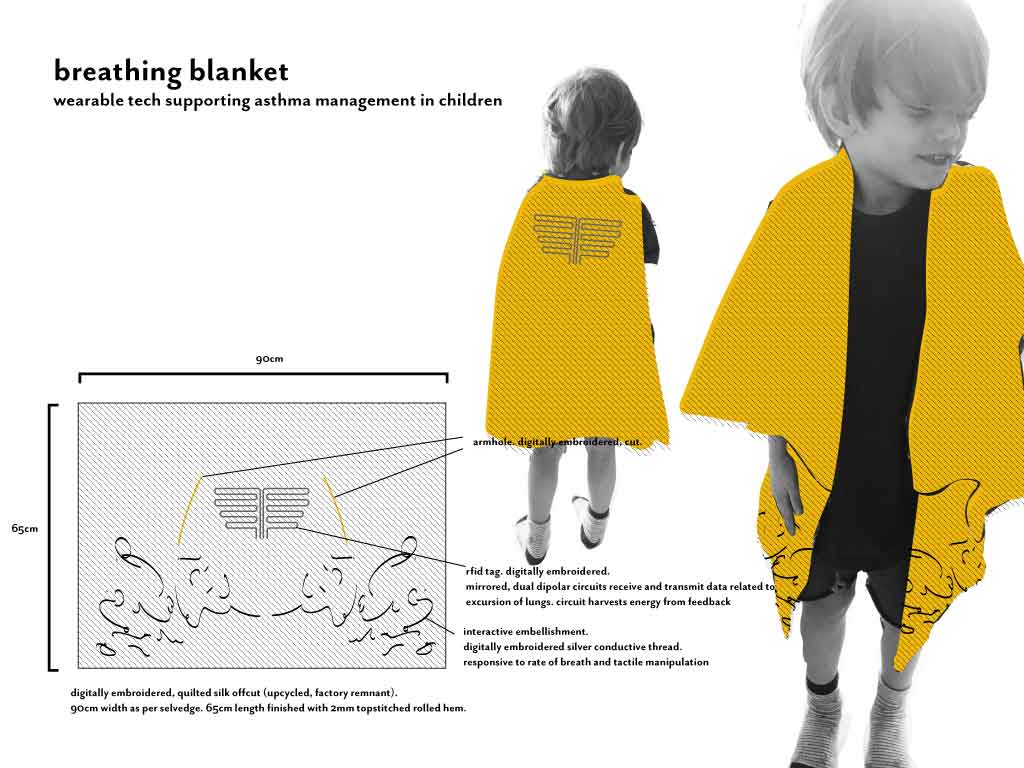 breathing blanket
wearable tech supporting asthma management in children
90cm
armhole. digitally embroidered, cut.
65cm
rfid tag. digitally embroidered.
mirrored, dual dipolar circuits receive and transmit data related to
excursion of lungs. circuit harvests energy from feedback
interactive embellishment.
digitally embroidered silver conductive thread.
responsive to rate of breath and tactile manipulation
digitally embroidered, quilted silk offcut (upcycled, factory remnant).
90cm width as per selvedge. 65cm length finished with 2mm topstitched rolled hem.